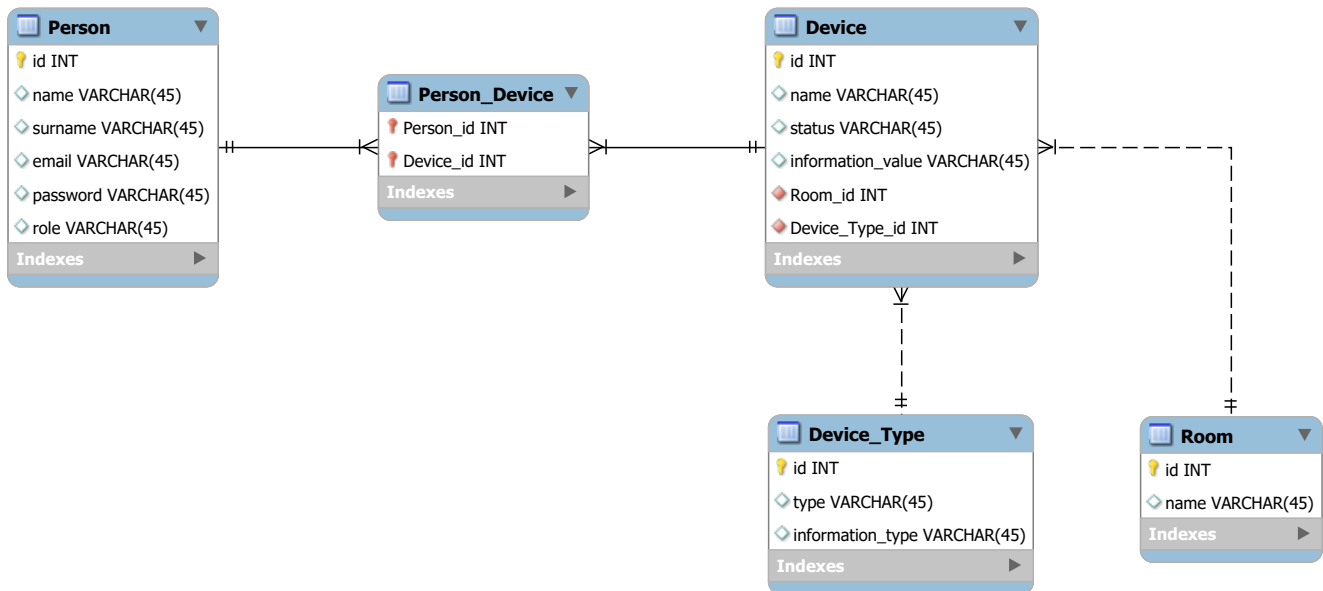 Person
id INT
name VARCHAR(45)
surname VARCHAR(45)
email VARCHAR(45)
password VARCHAR(45)
role VARCHAR(45)
Indexes
Person_Device
Person_id INT
Device_id INT
Indexes
Device
id INT
name VARCHAR(45)
status VARCHAR(45)
information_value VARCHAR(45)
Room_id INT
Device_Type_id INT
Indexes
Device_Type
id INT
type VARCHAR(45)
information_type VARCHAR(45)
Indexes
Room
id INT
name VARCHAR(45)
Indexes